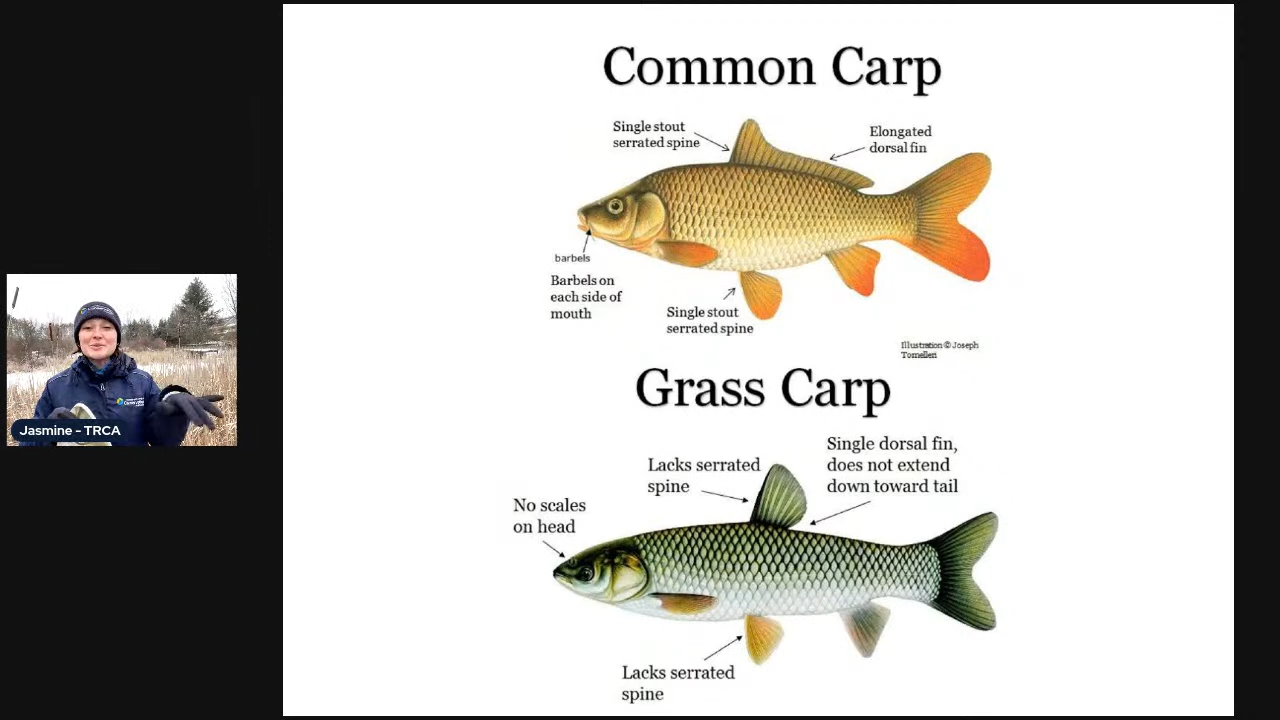 Common Carp
Single stout
serrated spine
Elongated
dorsal fin
barbels
Barbels on
each side of
mouth
Single stout
serrated spine
Illustration © Joseph
Tomelleri
Grass Carp
Single dorsal fin,
does not extend
down toward tail
Lacks serrated
spine
No scales
on head
Lacks serrated
spine
Jasmine - TRCA